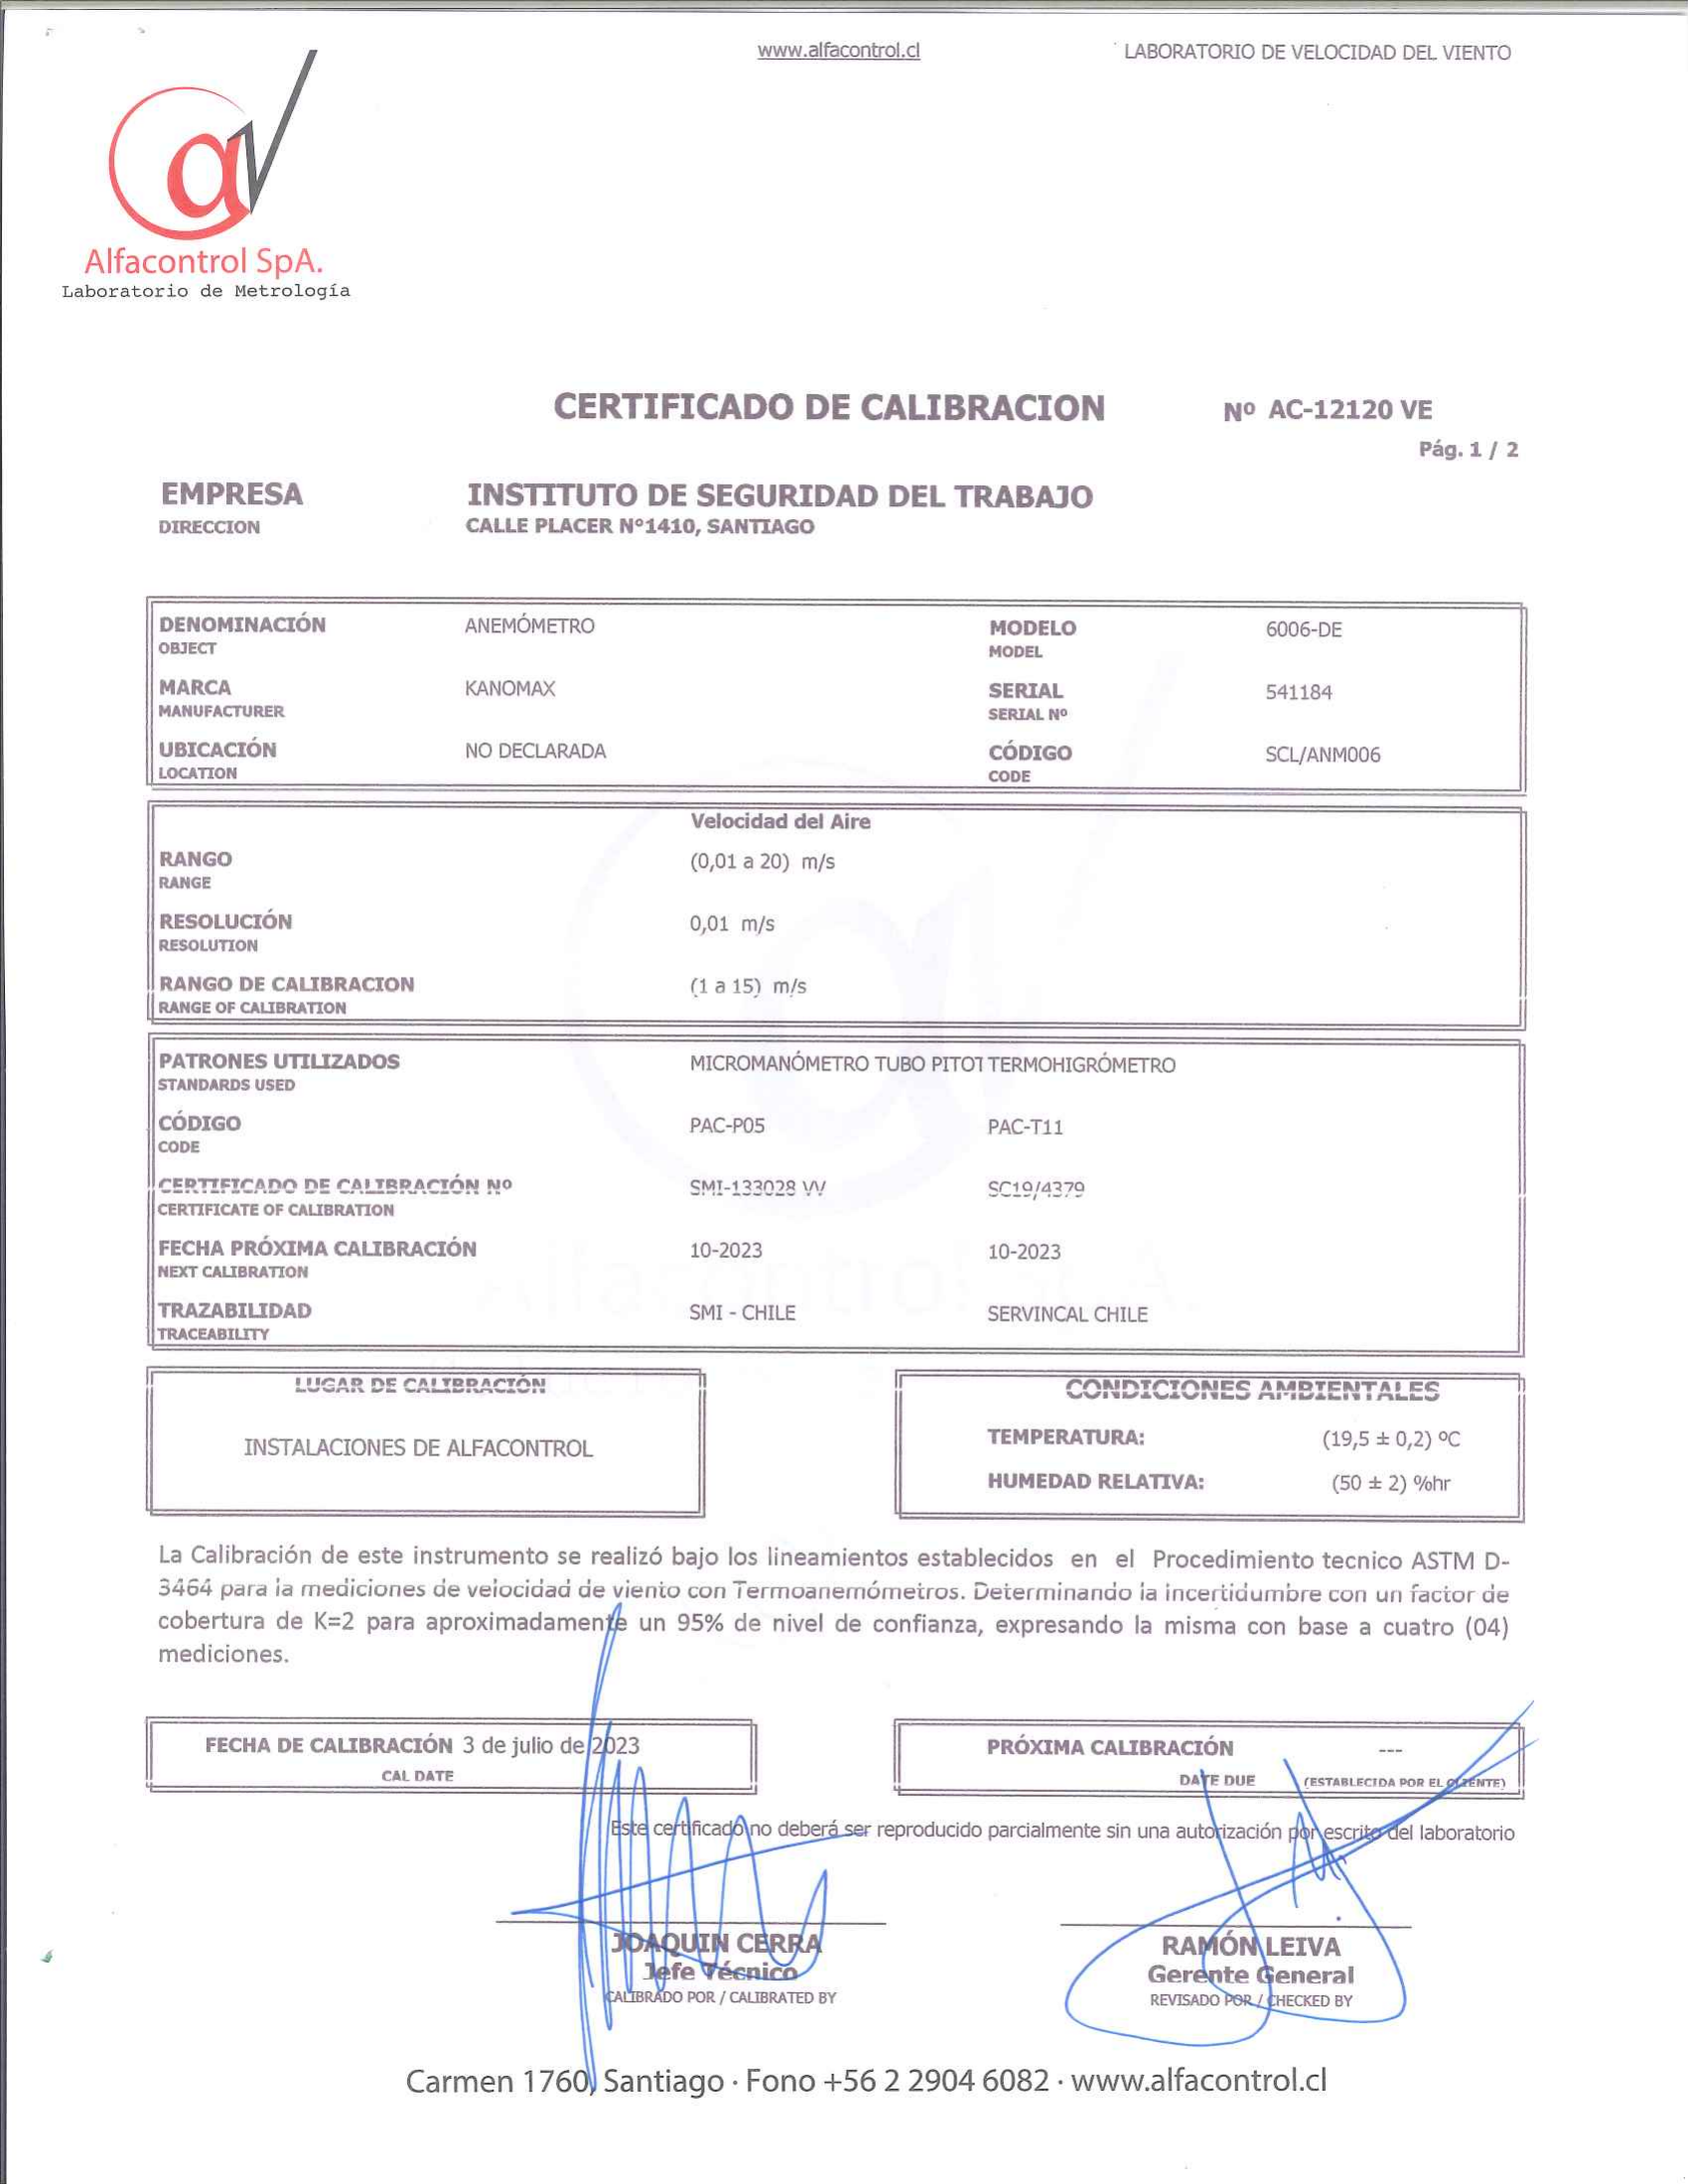 www.alfacontrol.cl
LABORATORIO DE VELOCIDAD DEL VIENTO
Alfacontrol SpA.
Laboratorio de Metrología
CERTIFICADO DE CALIBRACION Nº AC-12120 VE
Pág. 1 / 2
EMPRESA INSTITUTO DE SEGURIDAD DEL TRABAJO
DIRECCION CALLE PLACER Nº1410, SANTIAGO
DENOMINACIÓN ANEMÓMETRO MODELO 6006-DE
OBJECT MODEL
MARCA KANOMAX SERIAL 541184
MANUFACTURER SERIAL Nº
UBICACIÓN NO DECLARADA CÓDIGO SCL/ANM006
LOCATION CODE
Velocidad del Aire
RANGO (0,01 a 20) m/s
RANGE
RESOLUCIÓN 0,01 m/s
RESOLUTION
RANGO DE CALIBRACION (1 a 15) m/s
RANGE OF CALIBRATION
PATRONES UTILIZADOS MICROMANÓMETRO TUBO PITOT TERMOHIGRÓMETRO
STANDARDS USED
CÓDIGO PAC-P05 PAC-T11
CODE
CERTIFICADO DE CALIBRACIÓN Nº SMI-133028 VV SC19/4379
CERTIFICATE OF CALIBRATION
FECHA PRÓXIMA CALIBRACIÓN 10-2023 10-2023
NEXT CALIBRATION
TRAZABILIDAD SMI - CHILE SERVINCAL CHILE
TRACEABILITY
LUGAR DE CALIBRACIÓN CONDICIONES AMBIENTALES
INSTALACIONES DE ALFACONTROL TEMPERATURA: (19,5 ± 0,2) ºC
HUMEDAD RELATIVA: (50 ± 2) %hr
La Calibración de este instrumento se realizó bajo los lineamientos establecidos en el Procedimiento tecnico ASTM D-
3464 para la mediciones de velocidad de viento con Termoanemómetros. Determinando la incertidumbre con un factor de
cobertura de K=2 para aproximadamente un 95% de nivel de confianza, expresando la misma con base a cuatro (04)
mediciones.
FECHA DE CALIBRACIÓN 3 de julio de 2023 PRÓXIMA CALIBRACIÓN ---
CAL DATE DATE DUE (ESTABLECIDA POR EL CLIENTE)
Este certificado no deberá ser reproducido parcialmente sin una autorización por escrito del laboratorio
JOAQUIN CERRA RAMÓN LEIVA
Jefe Técnico Gerente General
CALIBRADO POR / CALIBRATED BY REVISADO POR / CHECKED BY
Carmen 1760, Santiago · Fono +56 2 2904 6082 · www.alfacontrol.cl